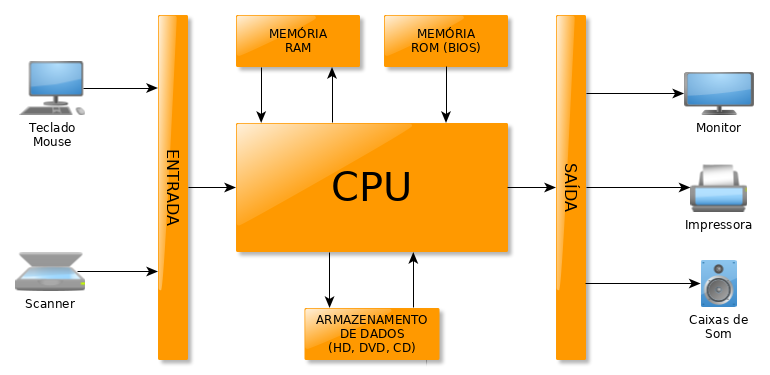 Teclado
Mouse
Scanner
ENTRADA
MEMÓRIA
RAM
MEMÓRIA
ROM (BIOS)
CPU
ARMAZENAMENTO
DE DADOS
(HD, DVD, CD)
SAÍDA
Monitor
Impressora
Caixas de
Som